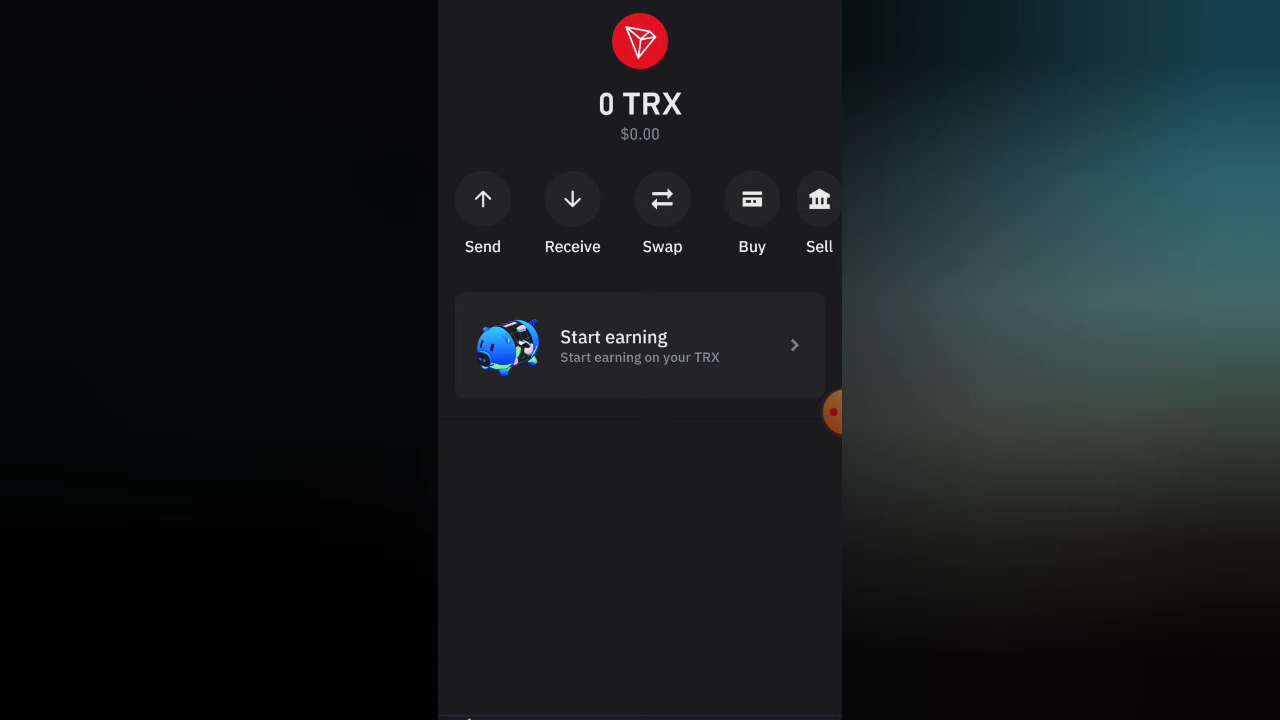 0 TRX
$0.00
Send Receive Swap Buy Sell
Start earning
Start earning on your TRX